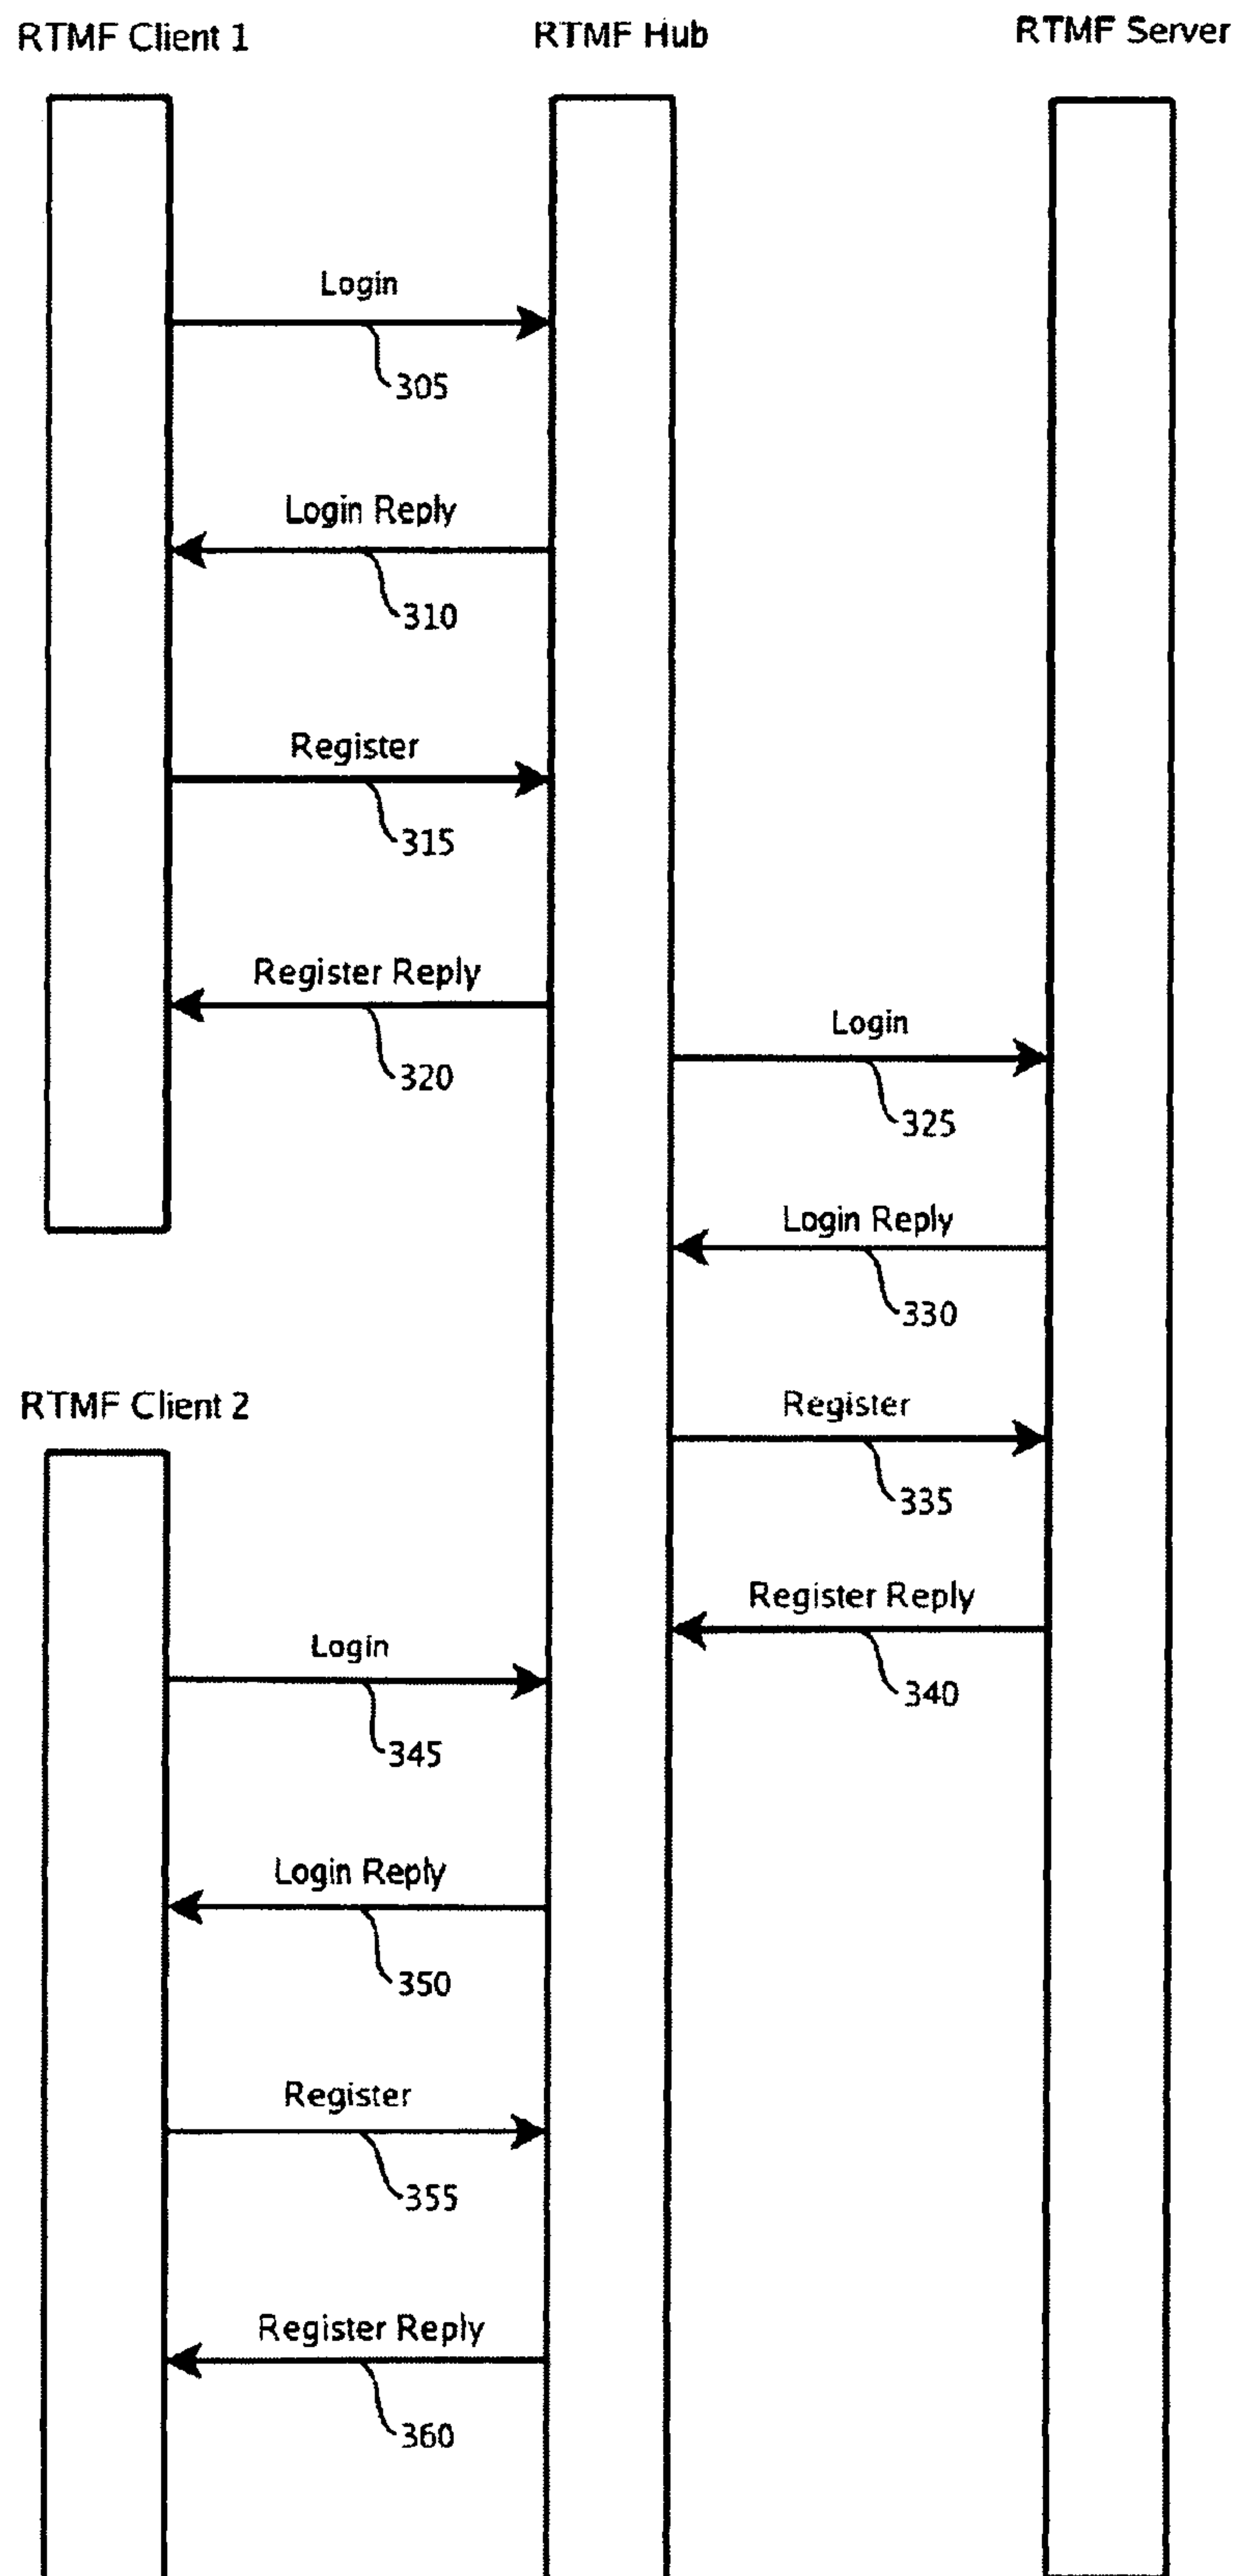 RTMF Client 1
RTMF Hub
RTMF Server
Login
305
Login Reply
310
Register
315
Register Reply
320
Login
325
Login Reply
330
Register
335
Register Reply
340
RTMF Client 2
Login
345
Login Reply
350
Register
355
Register Reply
360